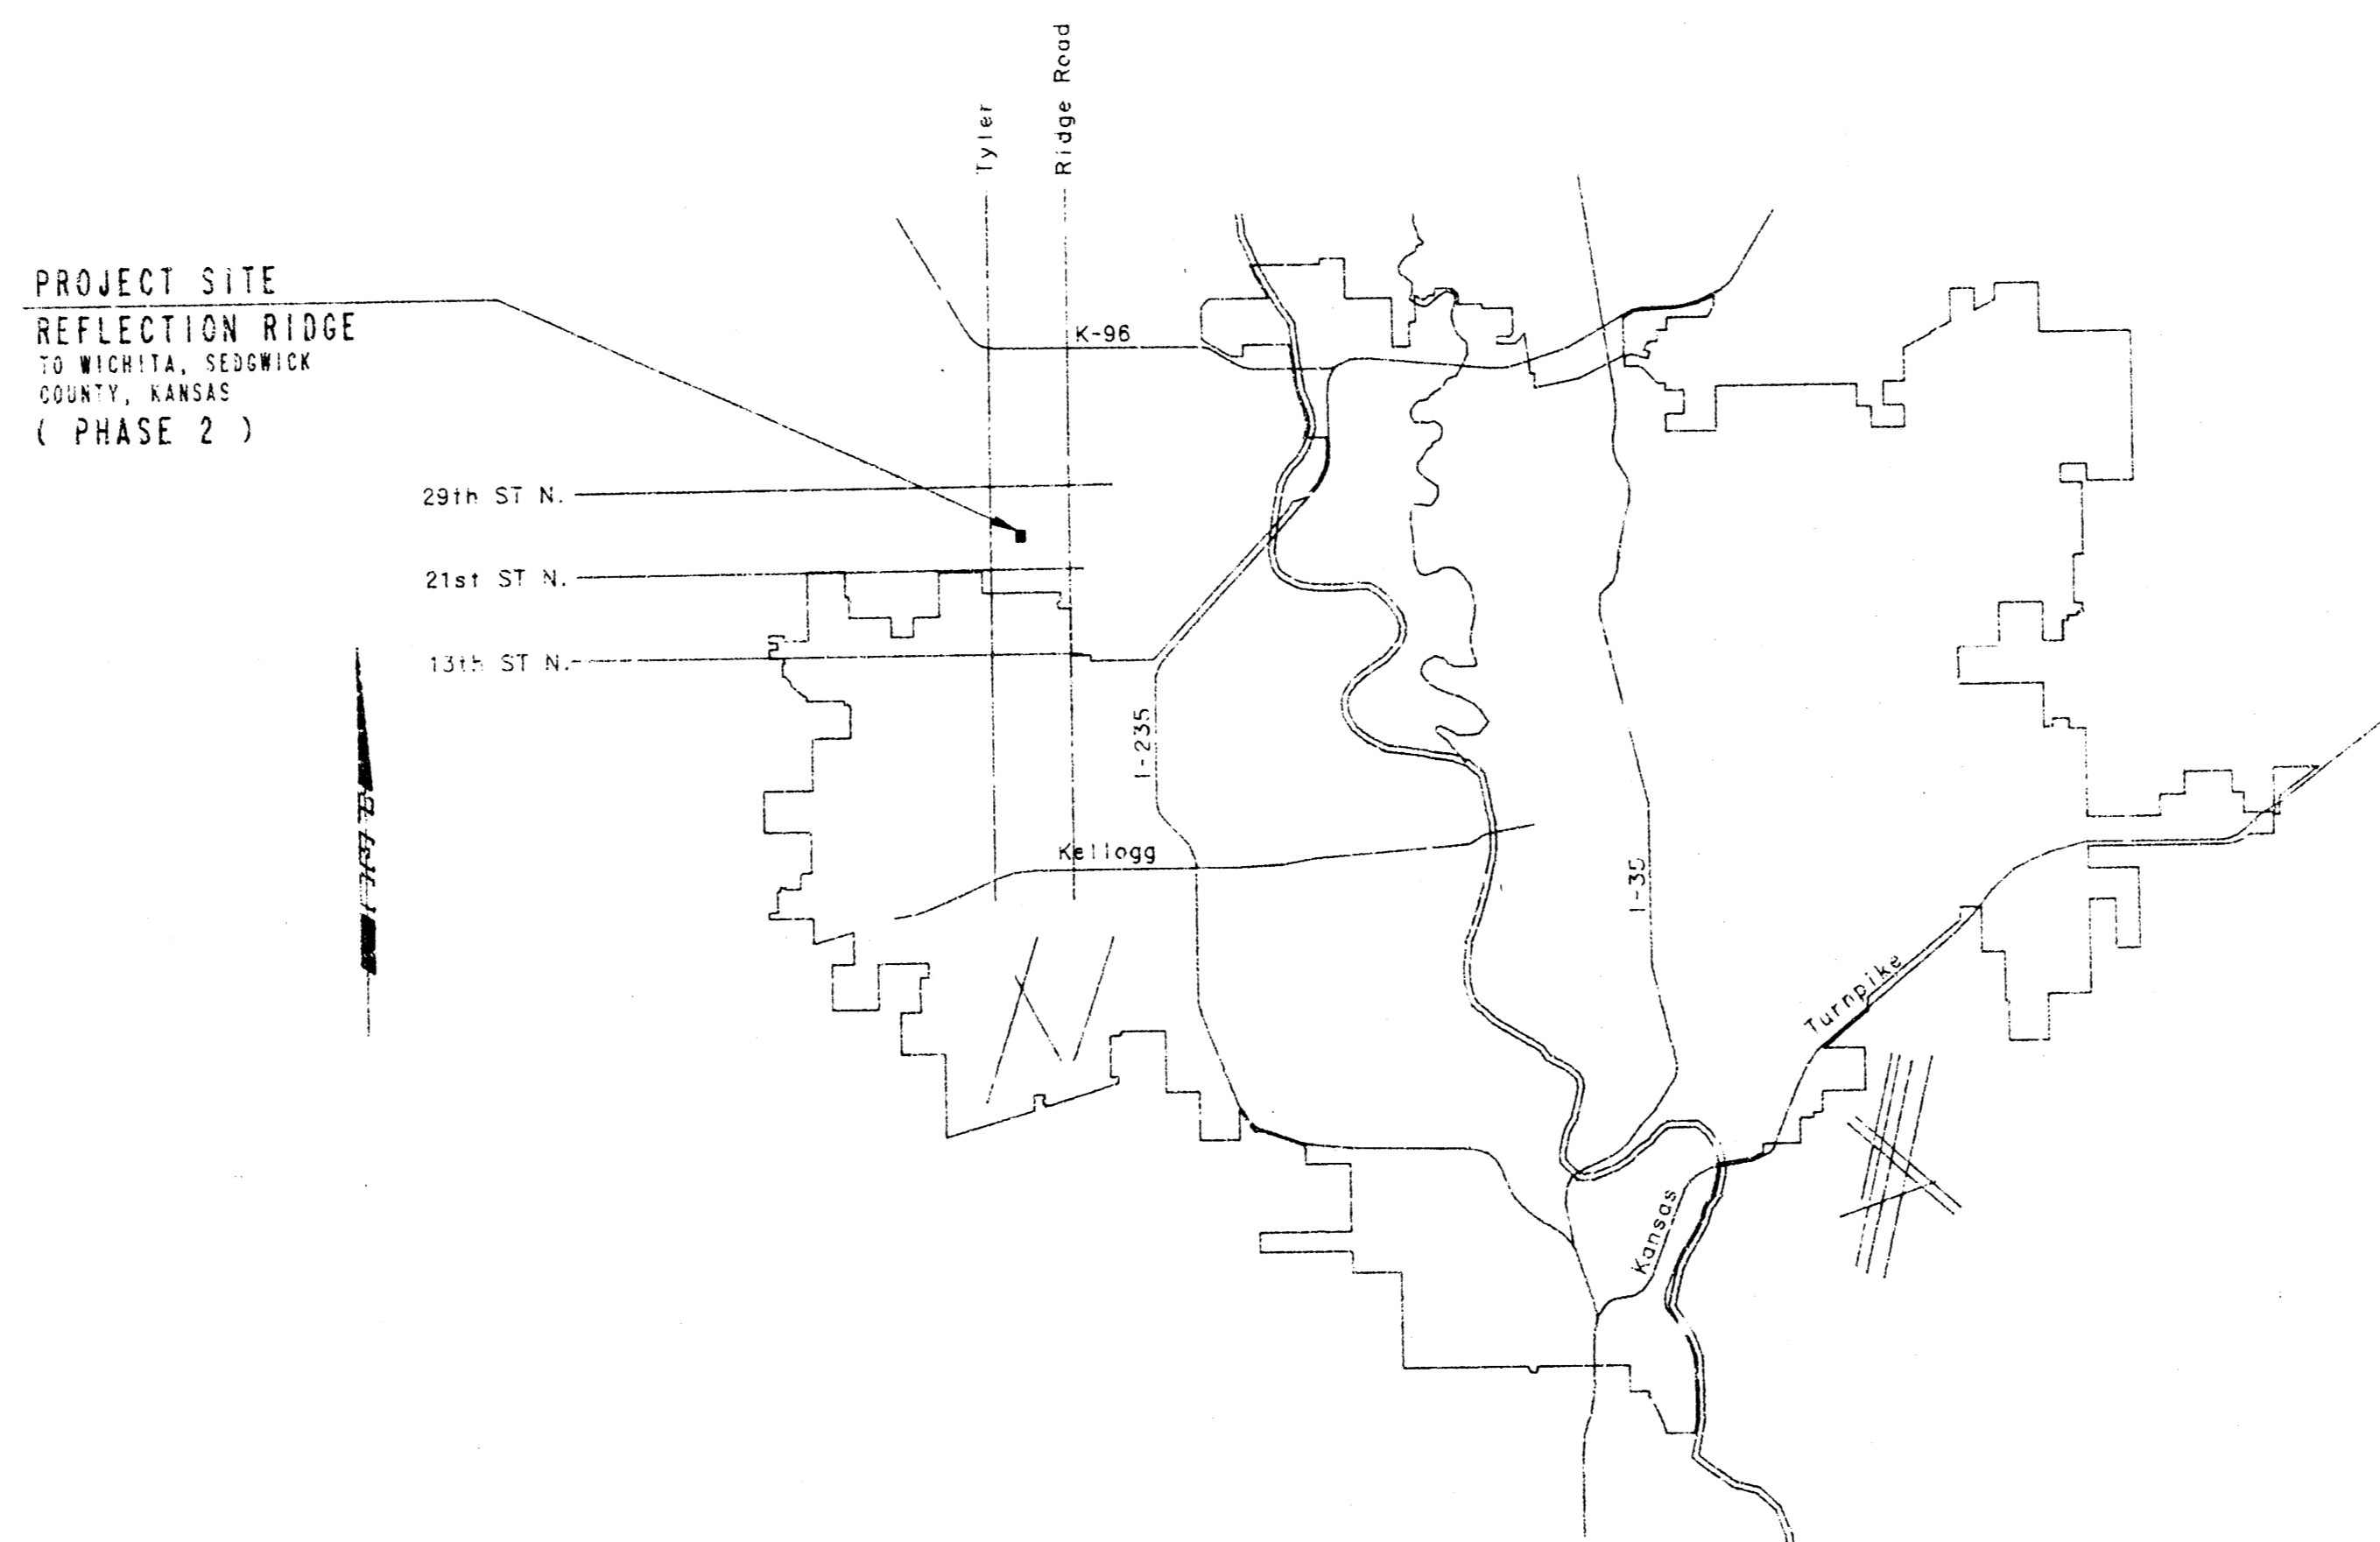 Tyler
Ridge Road
PROJECT SITE
REFLECTION RIDGE
TO WICHITA, SEDGWICK
COUNTY, KANSAS
( PHASE 2 )
K-96
29th ST N.
21st ST N.
13th ST N.
I-235
Kellogg
I-35
Turnpike
Kansas